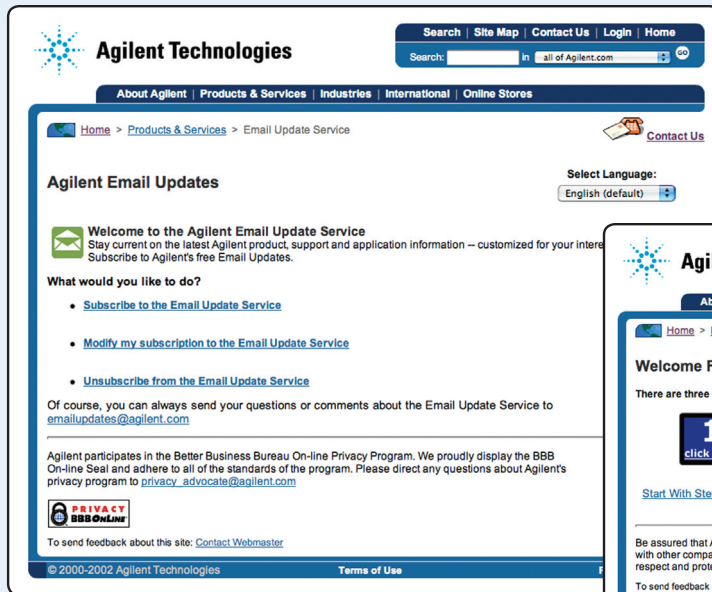 Agilent Technologies
Search | Site Map | Contact Us | Login | Home
Search: in all of Agilent.com GO
About Agilent | Products & Services | Industries | International | Online Stores
Home > Products & Services > Email Update Service
Contact Us
Agilent Email Updates
Select Language:
English (default)
Welcome to the Agilent Email Update Service
Stay current on the latest Agilent product, support and application information -- customized for your intere
Subscribe to Agilent's free Email Updates.
What would you like to do?
• Subscribe to the Email Update Service
• Modify my subscription to the Email Update Service
• Unsubscribe from the Email Update Service
Of course, you can always send your questions or comments about the Email Update Service to
emailupdates@agilent.com
Agilent participates in the Better Business Bureau On-line Privacy Program. We proudly display the BBB
On-line Seal and adhere to all of the standards of the program. Please direct any questions about Agilent's
privacy program to privacy_advocate@agilent.com
PRIVACY
BBBONLINE
To send feedback about this site: Contact Webmaster
© 2000-2002 Agilent Technologies Terms of Use
Agi
Ab
Home >
Welcome
There are three
1
click
Start With Ste
Be assured that A
with other compa
respect and prote
To send feedback